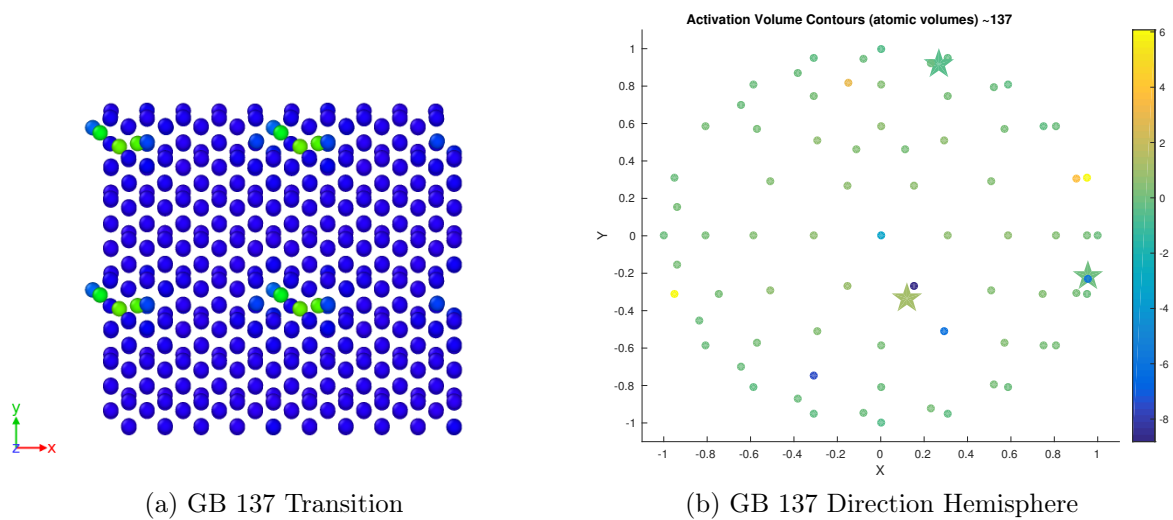 Activation Volume Contours (atomic volumes) ~137
1
0.8
0.6
0.4
0.2
0
-0.2
-0.4
-0.6
-0.8
-1
Y
-1 -0.8 -0.6 -0.4 -0.2 0 0.2 0.4 0.6 0.8 1
X
6
4
2
0
-2
-4
-6
-8
y
z x
(a) GB 137 Transition
(b) GB 137 Direction Hemisphere